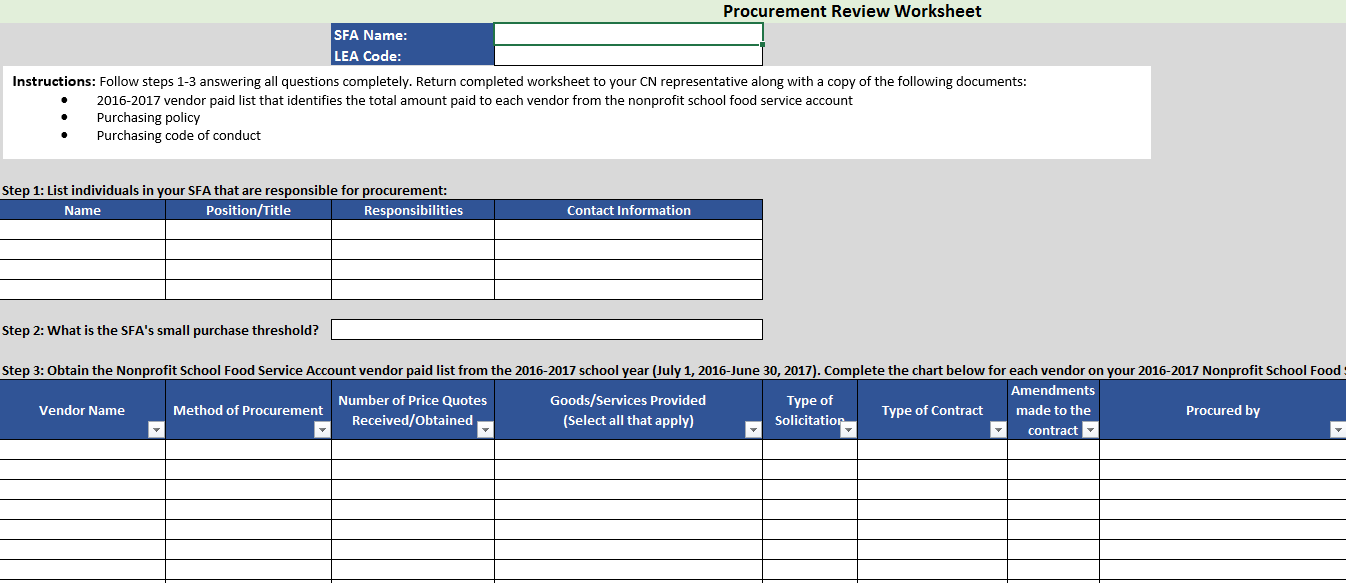 Procurement Review Worksheet
SFA Name:
LEA Code:
Instructions: Follow steps 1-3 answering all questions completely. Return completed worksheet to your CN representative along with a copy of the following documents:
• 2016-2017 vendor paid list that identifies the total amount paid to each vendor from the nonprofit school food service account
• Purchasing policy
• Purchasing code of conduct
Step 1: List individuals in your SFA that are responsible for procurement:
Name Position/Title Responsibilities Contact Information
Step 2: What is the SFA's small purchase threshold?
Step 3: Obtain the Nonprofit School Food Service Account vendor paid list from the 2016-2017 school year (July 1, 2016-June 30, 2017). Complete the chart below for each vendor on your 2016-2017 Nonprofit School Food
Vendor Name
Method of Procurement
Number of Price Quotes
Received/Obtained
Goods/Services Provided
(Select all that apply)
Type of
Solicitation
Type of Contract
Amendments
made to the
contract
Procured by